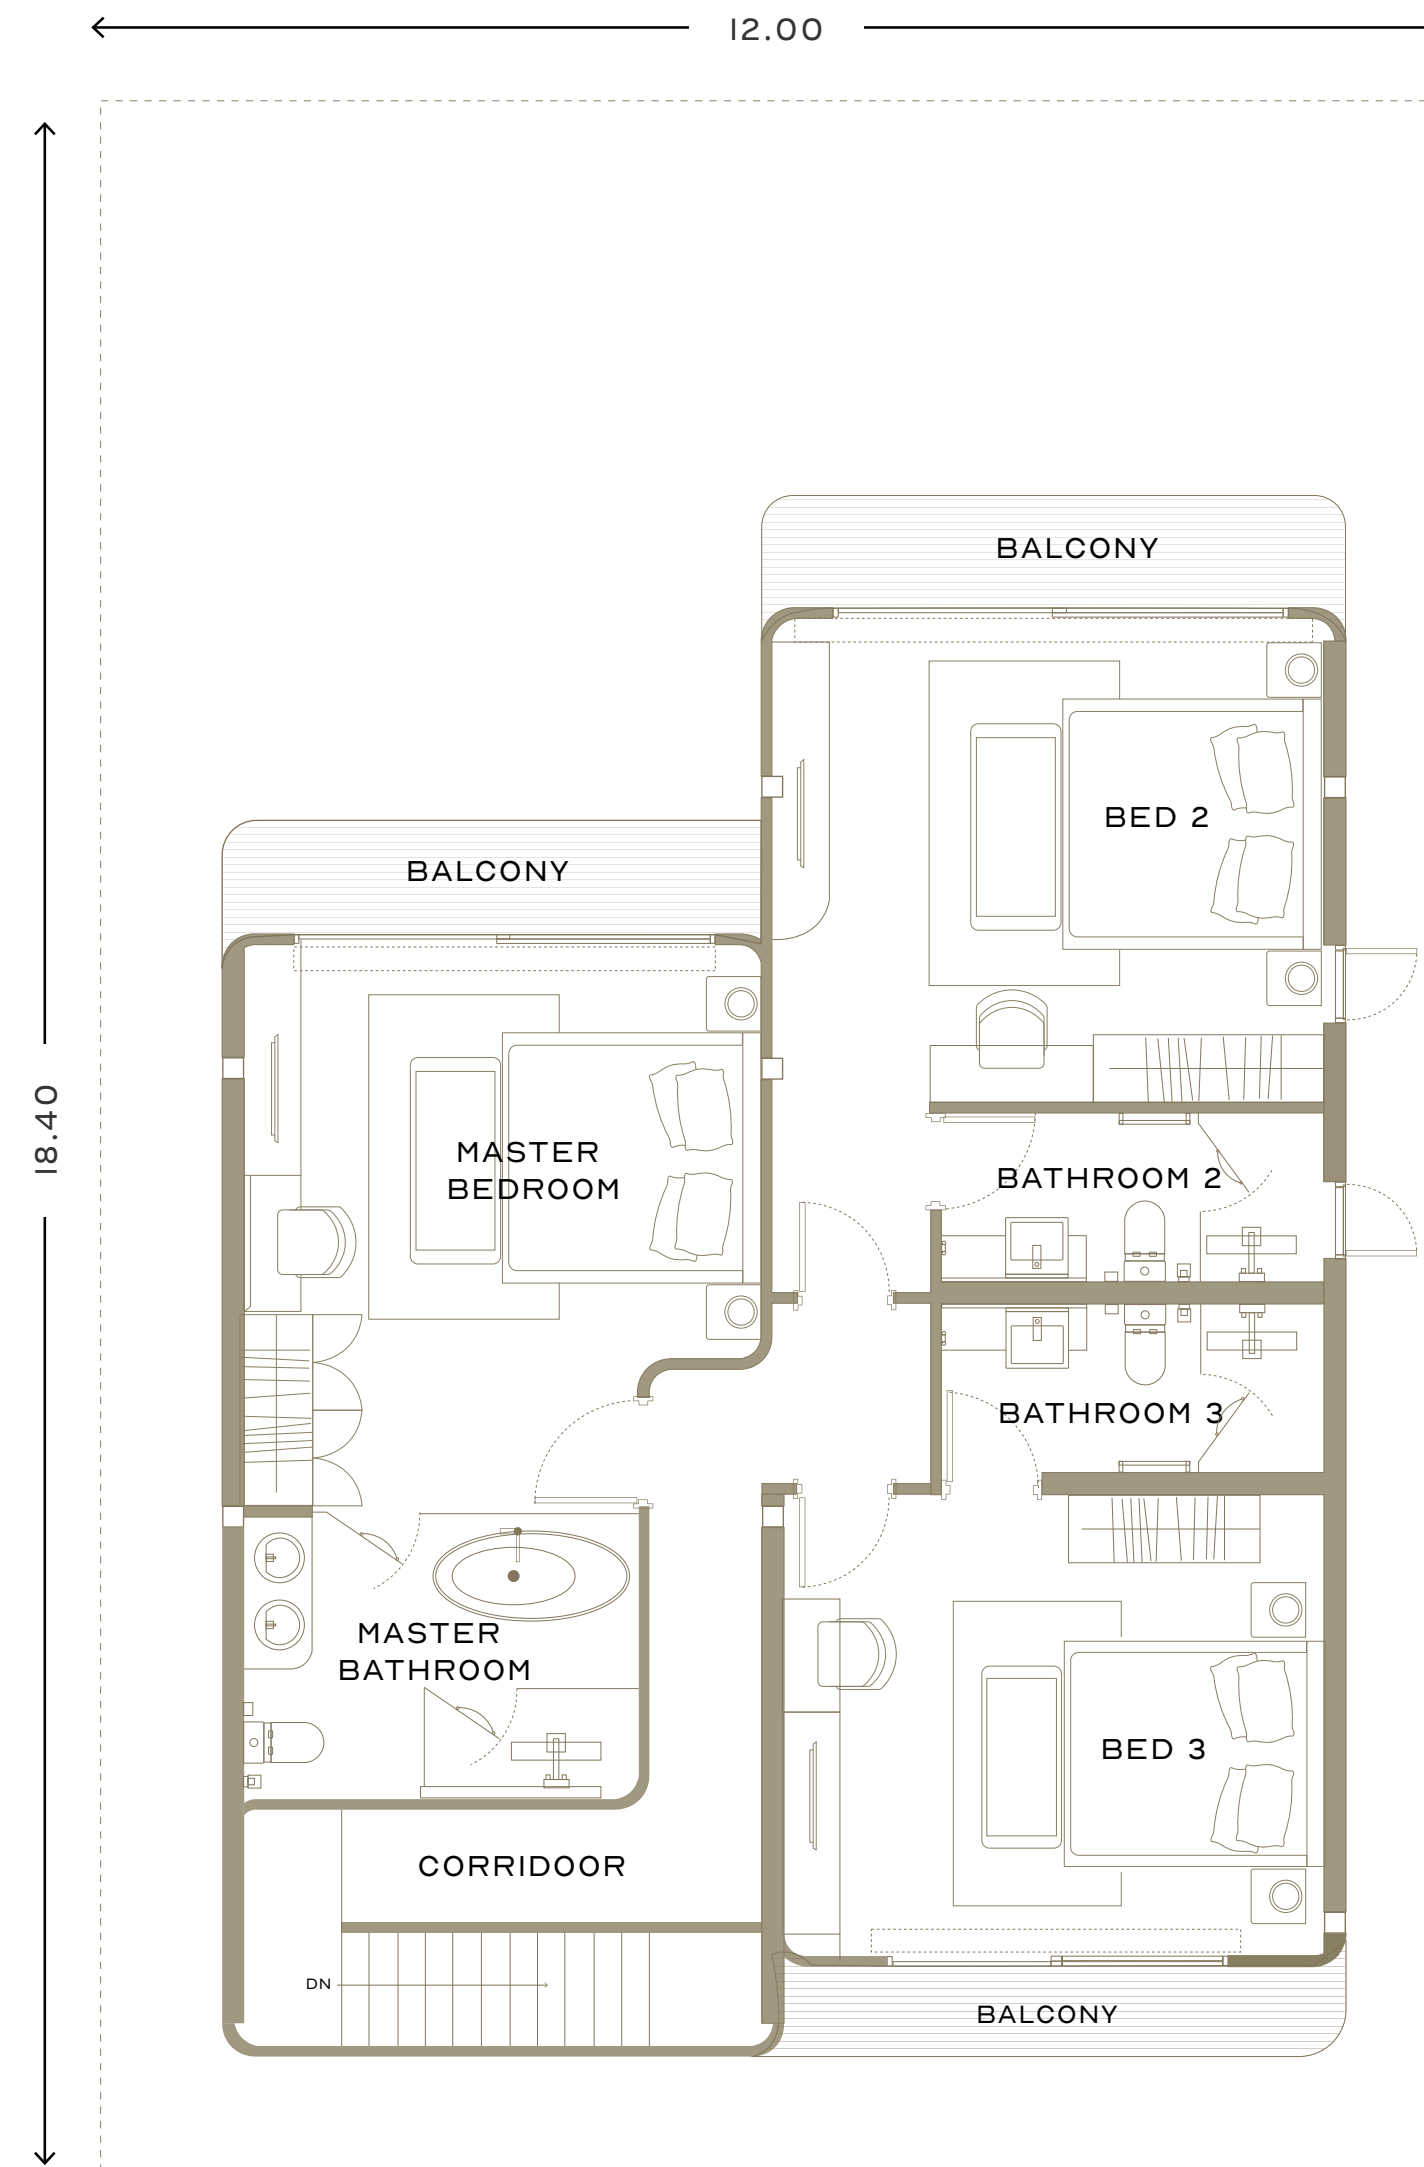 12.00
BALCONY
BED 2
BALCONY
18.40
MASTER
BEDROOM
BATHROOM 2
BATHROOM 3
MASTER
BATHROOM
BED 3
CORRIDOOR
DN
BALCONY